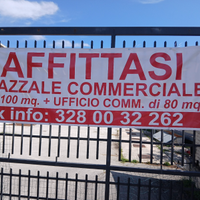 AFFITTASI
AZZALE COMMERCIALE
100 mq. + UFFICIO COMM. di 80 mq
x info: 328 00 32 262